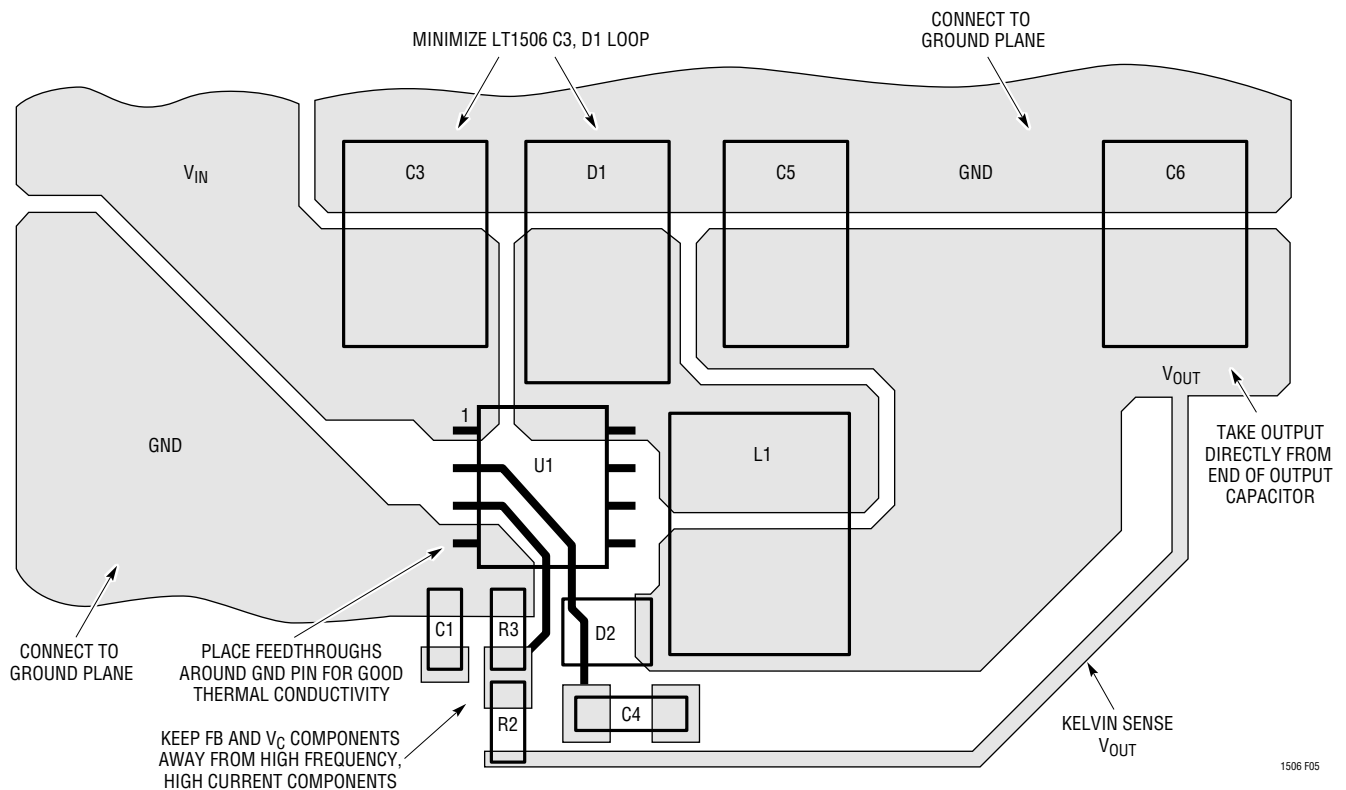 CONNECT TO
GROUND PLANE
MINIMIZE LT1506 C3, D1 LOOP
VIN
C3
D1
C5
GND
C6
VOUT
1
U1
L1
GND
TAKE OUTPUT
DIRECTLY FROM
END OF OUTPUT
CAPACITOR
C1
R3
D2
CONNECT TO
GROUND PLANE
PLACE FEEDTHROUGHS
AROUND GND PIN FOR GOOD
THERMAL CONDUCTIVITY
R2
C4
KELVIN SENSE
VOUT
KEEP FB AND VC COMPONENTS
AWAY FROM HIGH FREQUENCY,
HIGH CURRENT COMPONENTS
1506 F05